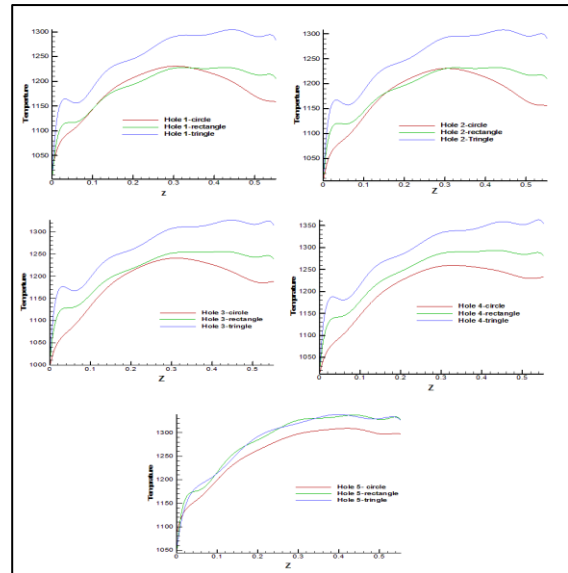 1300
1250
1200
1150
1100
1050
Temperture
Hole 1-circle
Hole 1-rectangle
Hole 1-tringle
0 0.1 0.2 0.3 0.4 0.5
Z
1300
1250
1200
1150
1100
1050
Temperture
Hole 2-circle
Hole 2-rectangle
Hole 2-Tringle
0 0.1 0.2 0.3 0.4 0.5
Z
1300
1250
1200
1150
1100
1050
1000
Temprature
Hole 3-circle
Hole 3-rectangle
Hole 3-tringle
0 0.1 0.2 0.3 0.4 0.5
Z
1350
1300
1250
1200
1150
1100
1050
Temprature
Hole 4-circle
Hole 4-rectangle
Hole 4-tringle
0 0.1 0.2 0.3 0.4 0.5
Z
1300
1250
1200
1150
1100
1050
Temprature
Hole 5- circle
Hole 5-rectangle
Hole 5-tringle
0 0.1 0.2 0.3 0.4 0.5
Z